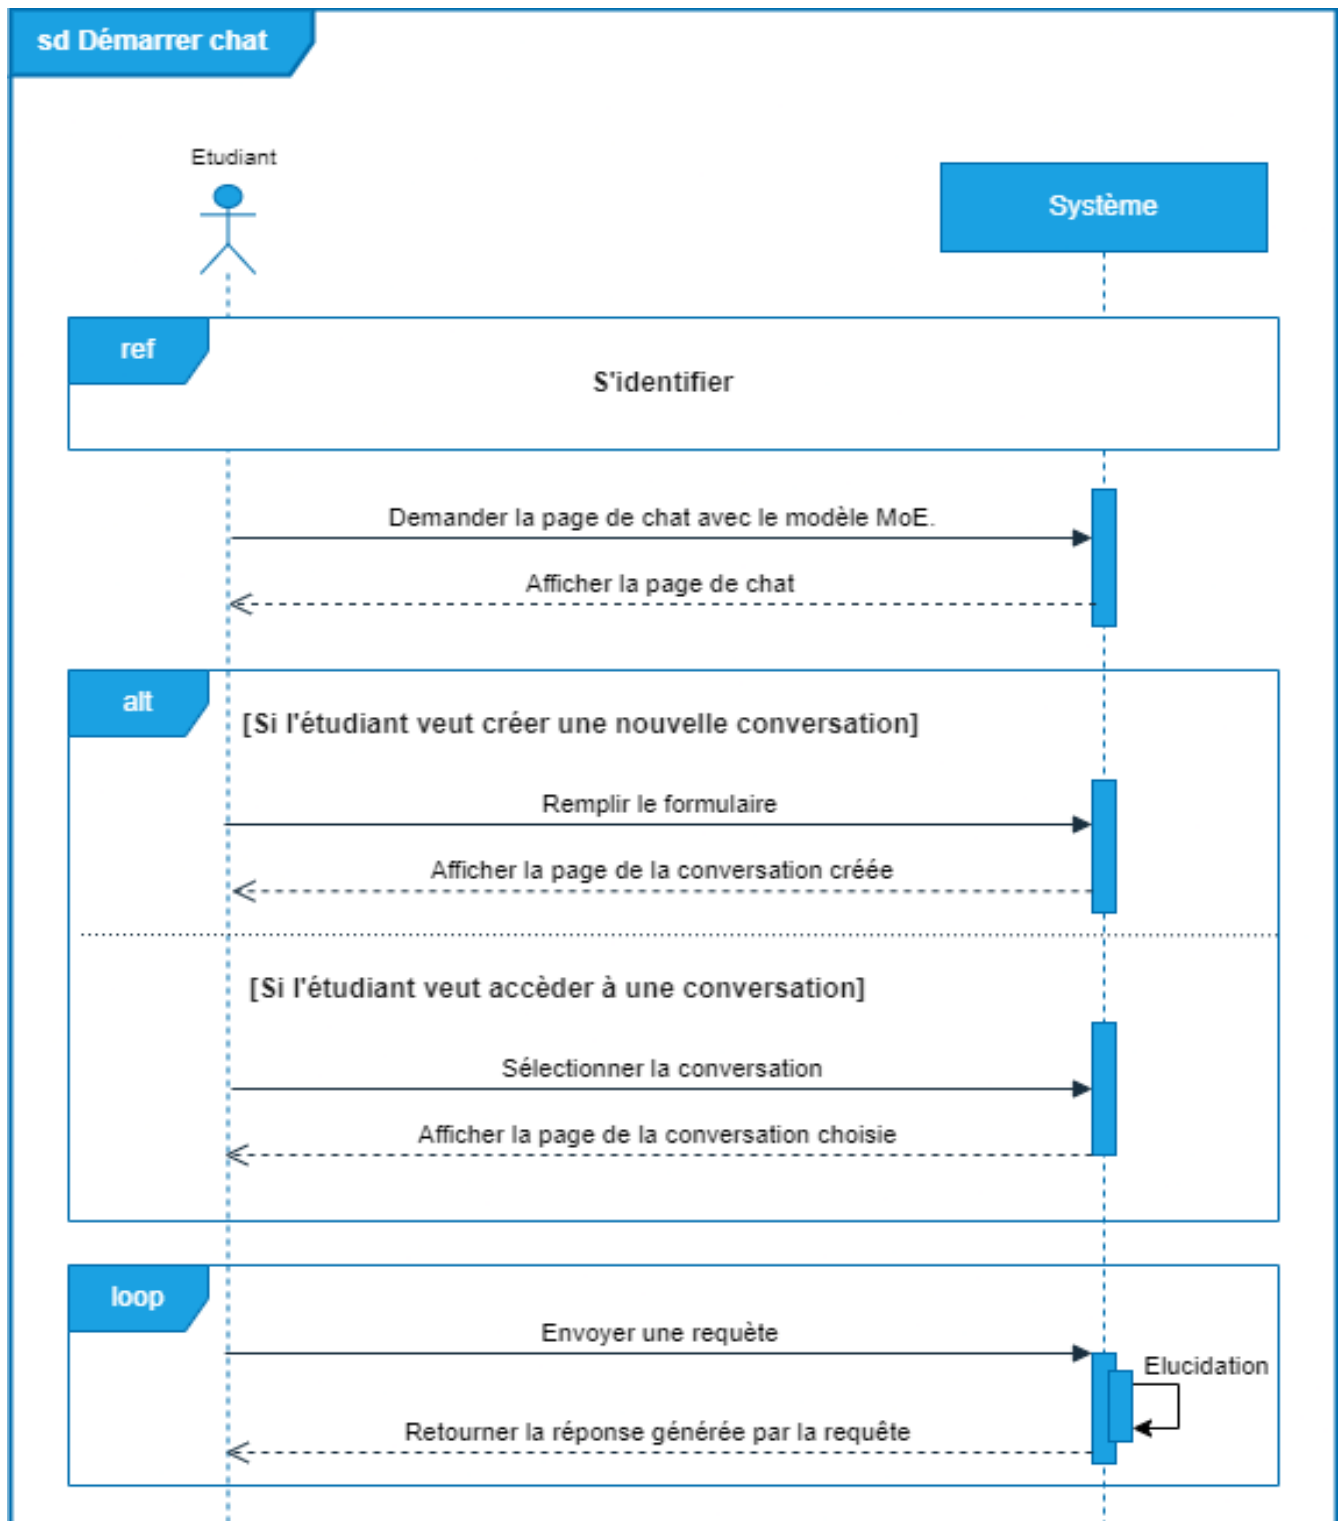 sd Démarrer chat
Etudiant
Système
ref
S'identifier
Demander la page de chat avec le modèle MoE.
Afficher la page de chat
alt
[Si l'étudiant veut créer une nouvelle conversation]
Remplir le formulaire
Afficher la page de la conversation créée
[Si l'étudiant veut accèder à une conversation]
Sélectionner la conversation
Afficher la page de la conversation choisie
loop
Envoyer une requète
Elucidation
Retourner la réponse générée par la requête